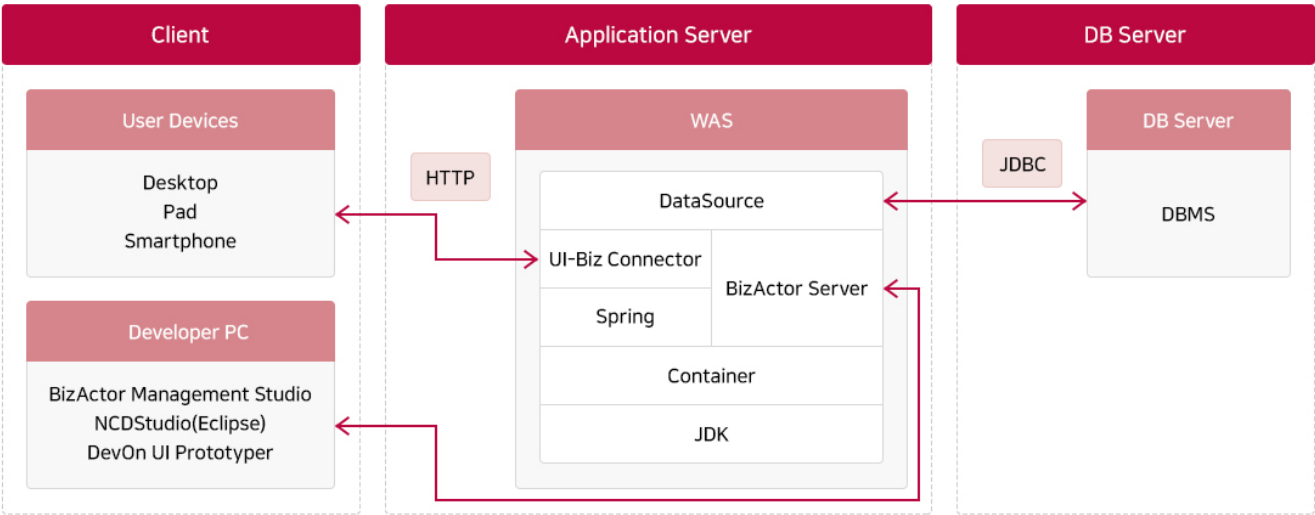 Client
Application Server
DB Server
User Devices
Desktop
Pad
Smartphone
Developer PC
BizActor Management Studio
NCDStudio(Eclipse)
DevOn UI Prototyper
HTTP
WAS
DataSource
UI-Biz Connector
BizActor Server
Spring
Container
JDK
JDBC
DB Server
DBMS